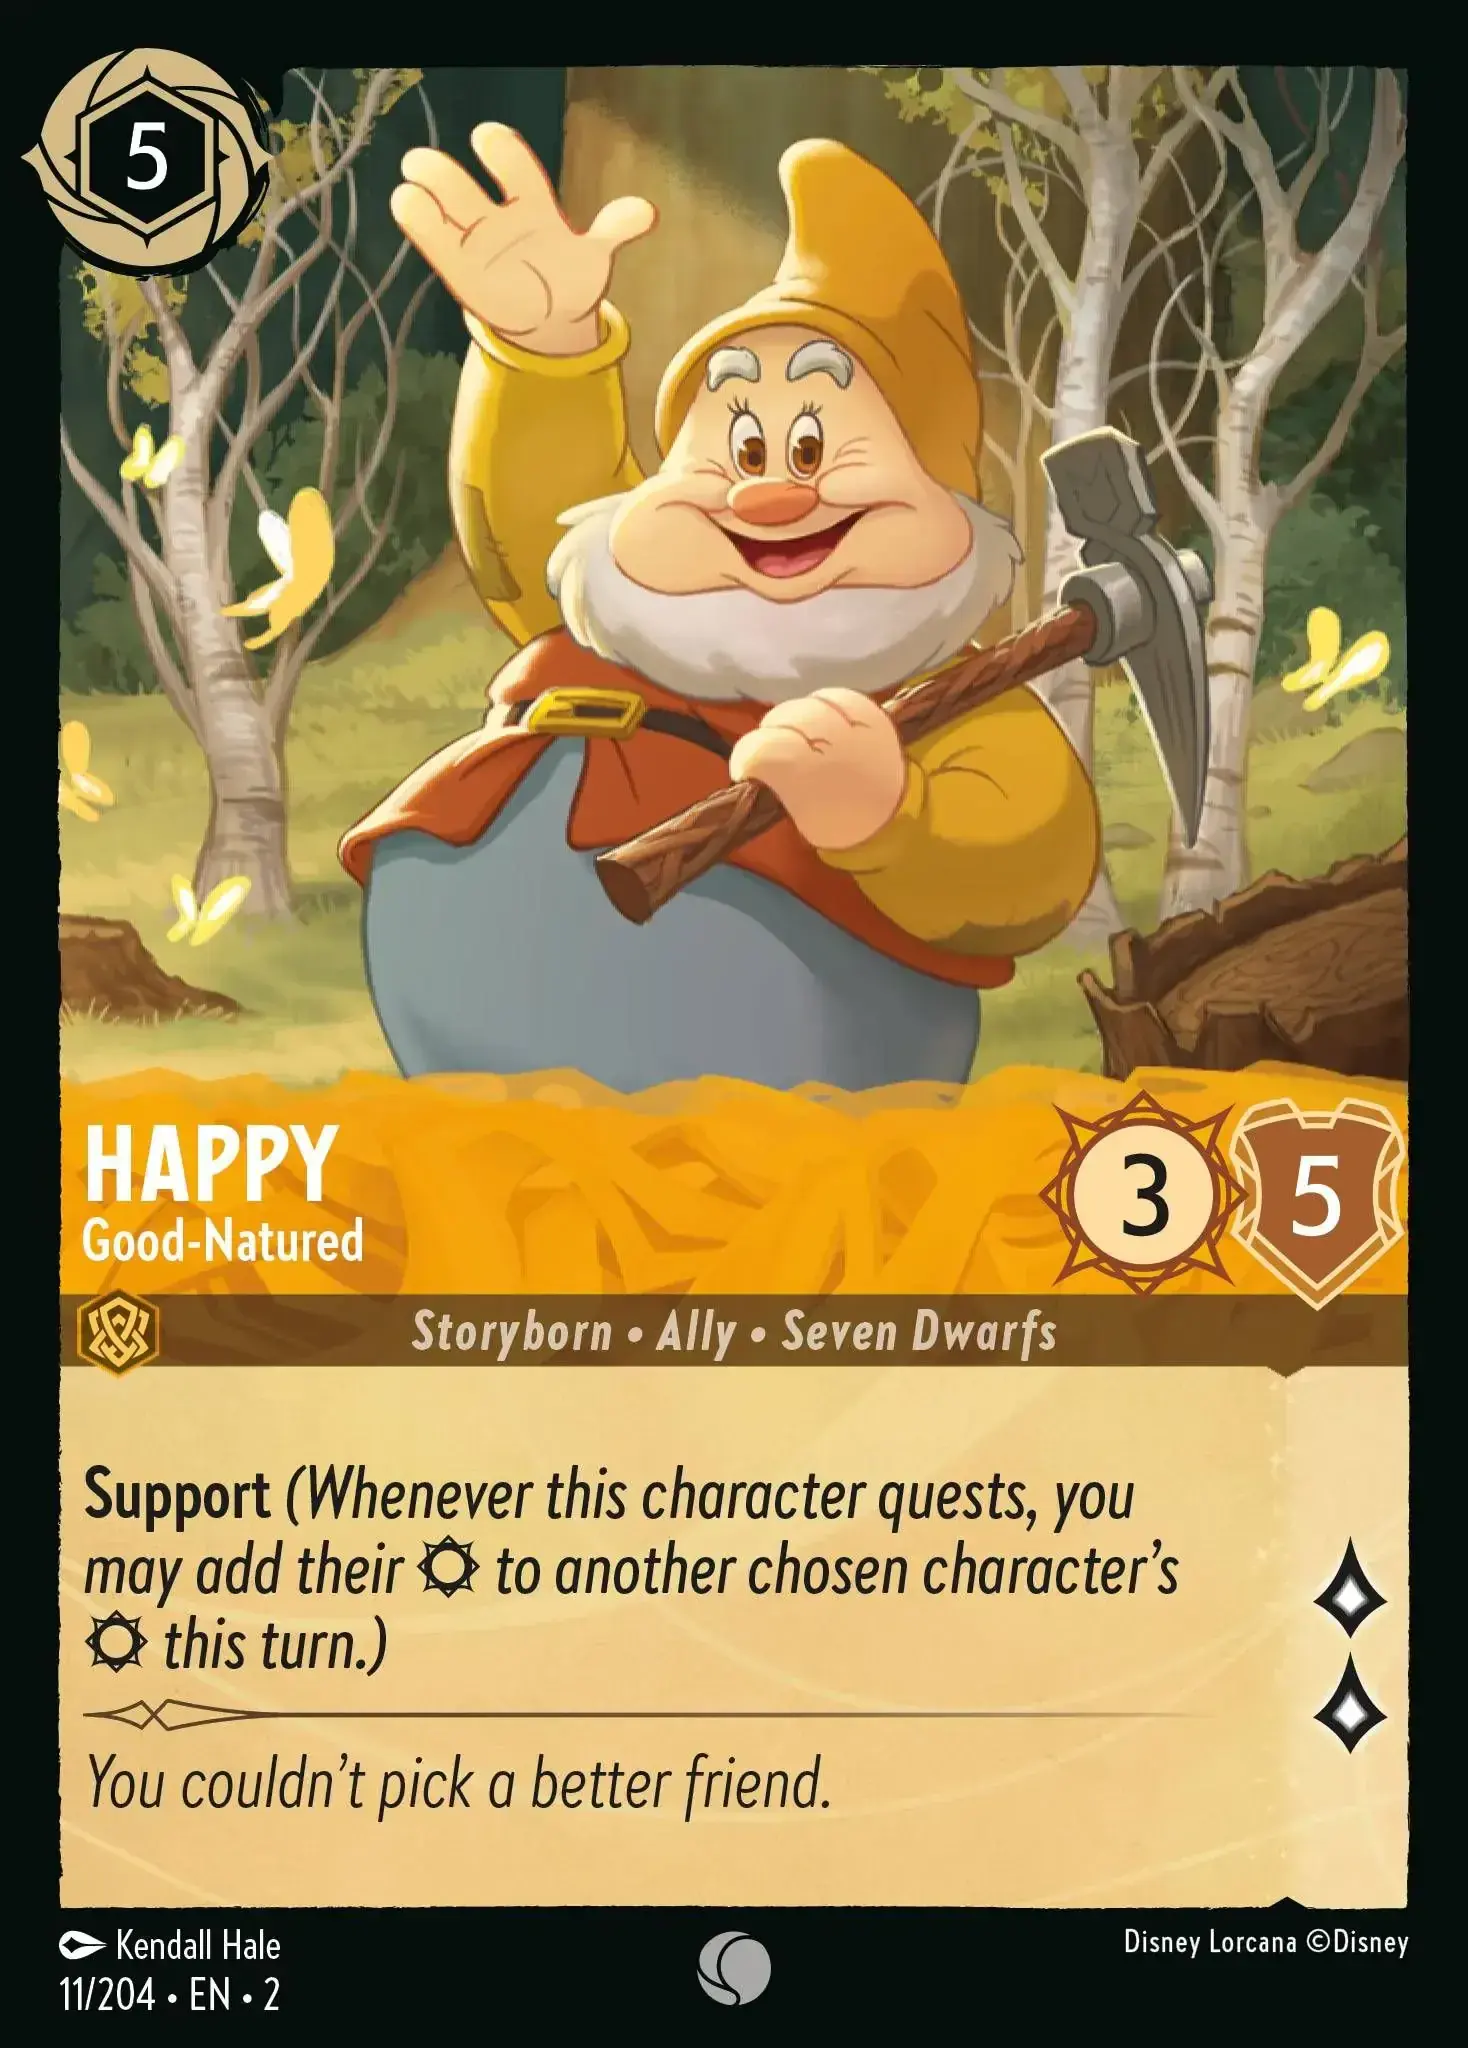 5
HAPPY
Good-Natured
3
5
Storyborn • Ally • Seven Dwarfs
Support (Whenever this character quests, you
may add their to another chosen character's
this turn.)
You couldn't pick a better friend.
Kendall Hale
Disney Lorcana ©Disney
11/204 • EN • 2